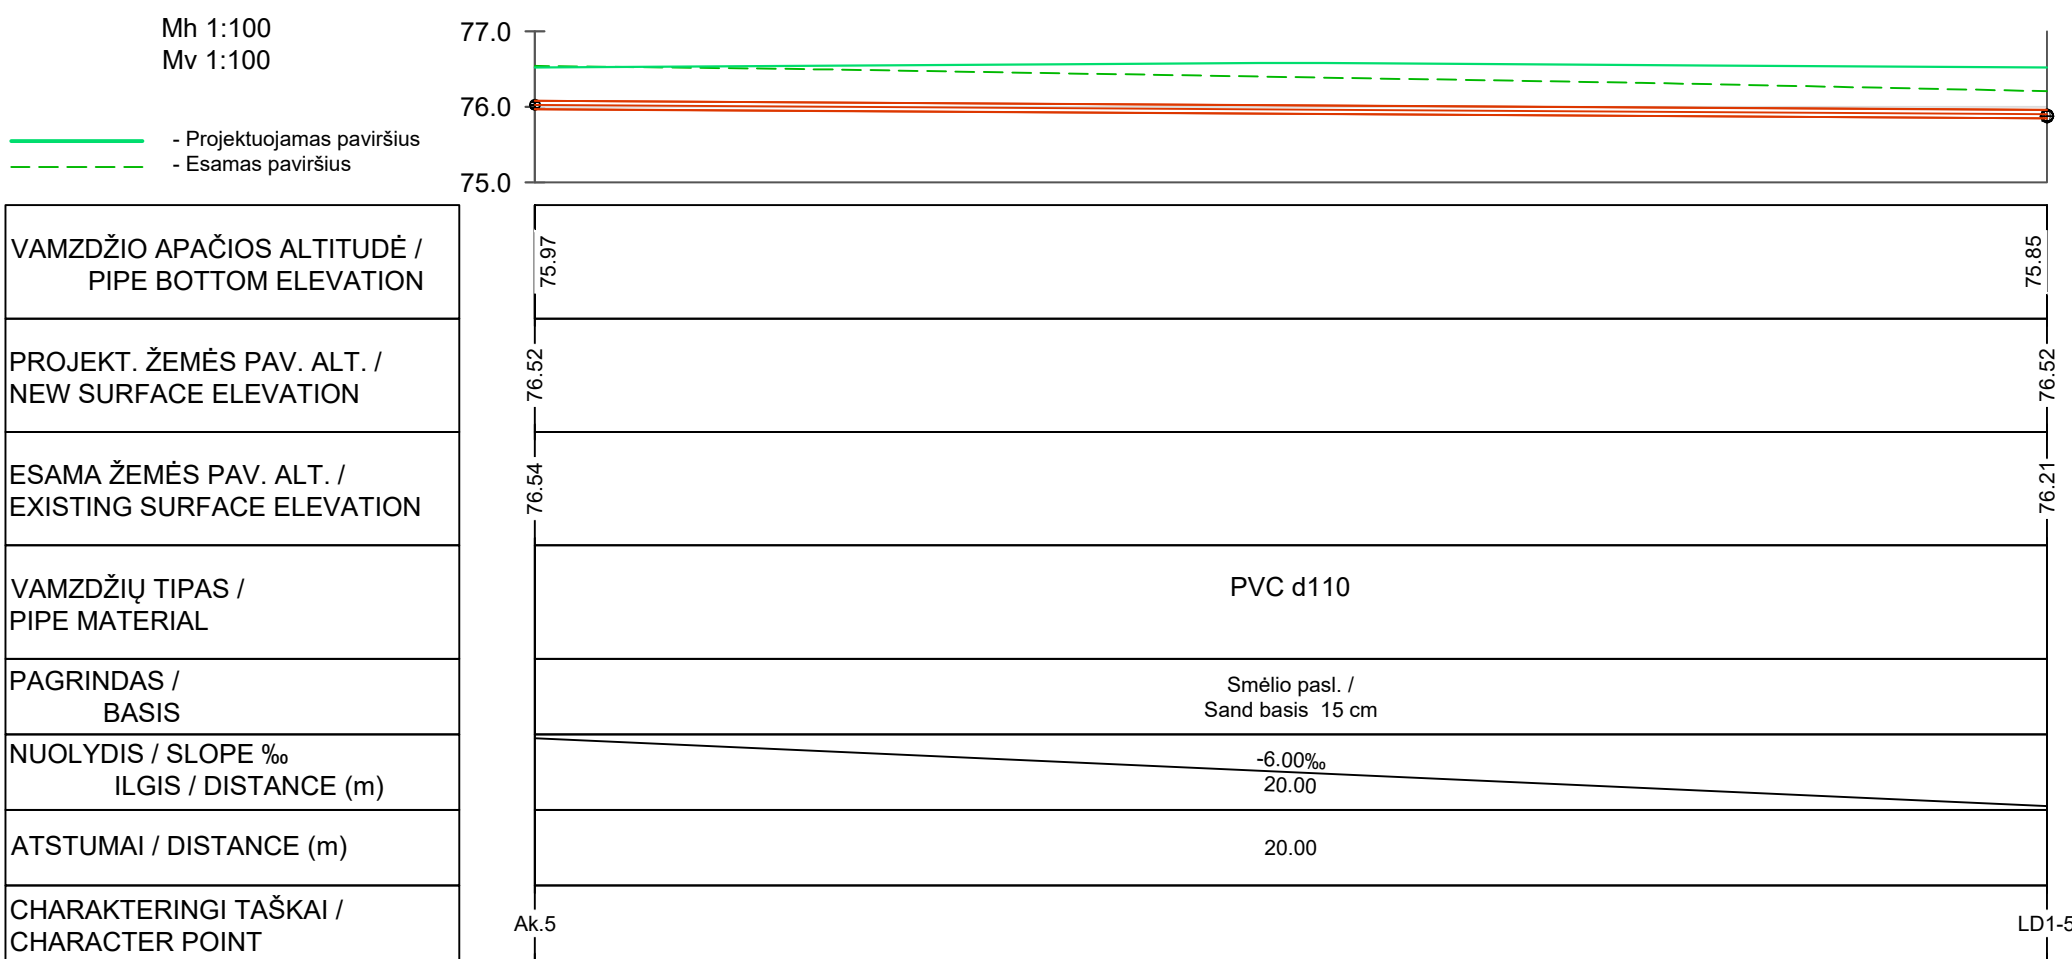 Mh 1:100
Mv 1:100
77.0
76.0
75.0
- Projektuojamas paviršius
- Esamas paviršius
VAMZDŽIO APAČIOS ALTITUDĖ /
PIPE BOTTOM ELEVATION
75.97
75.85
PROJEKT. ŽEMĖS PAV. ALT. /
NEW SURFACE ELEVATION
76.52
76.52
ESAMA ŽEMĖS PAV. ALT. /
EXISTING SURFACE ELEVATION
76.54
76.21
VAMZDŽIŲ TIPAS /
PIPE MATERIAL
PVC d110
PAGRINDAS /
BASIS
Smėlio pasl. /
Sand basis 15 cm
NUOLYDIS / SLOPE ‰
ILGIS / DISTANCE (m)
-6.00‰
20.00
ATSTUMAI / DISTANCE (m)
20.00
CHARAKTERINGI TAŠKAI /
CHARACTER POINT
Ak.5
LD1-5